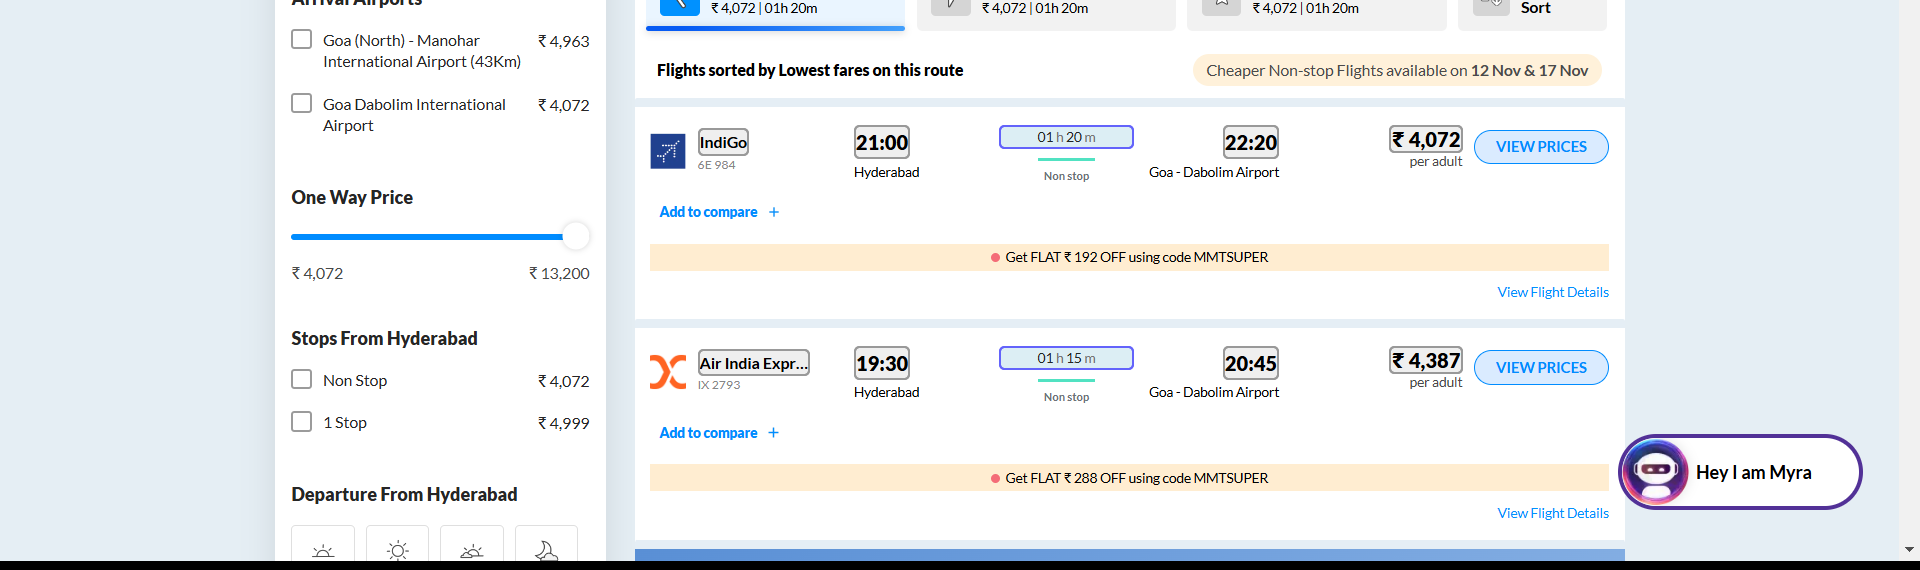 Arrival Airports
Goa (North) - Manohar ₹ 4,963
International Airport (43Km)
Goa Dabolim International ₹ 4,072
Airport
One Way Price
₹ 4,072 ₹ 13,200
Stops From Hyderabad
Non Stop ₹ 4,072
1 Stop ₹ 4,999
Departure From Hyderabad
₹ 4,072 | 01h 20m
₹ 4,072 | 01h 20m
₹ 4,072 | 01h 20m
Sort
Flights sorted by Lowest fares on this route
Cheaper Non-stop Flights available on 12 Nov & 17 Nov
IndiGo 21:00 01 h 20 m 22:20 ₹ 4,072 VIEW PRICES
6E 984 Hyderabad Non stop Goa - Dabolim Airport per adult
Add to compare +
Get FLAT ₹ 192 OFF using code MMTSUPER
View Flight Details
Air India Expr... 19:30 01 h 15 m 20:45 ₹ 4,387 VIEW PRICES
IX 2793 Hyderabad Non stop Goa - Dabolim Airport per adult
Add to compare +
Get FLAT ₹ 288 OFF using code MMTSUPER
View Flight Details
Hey I am Myra